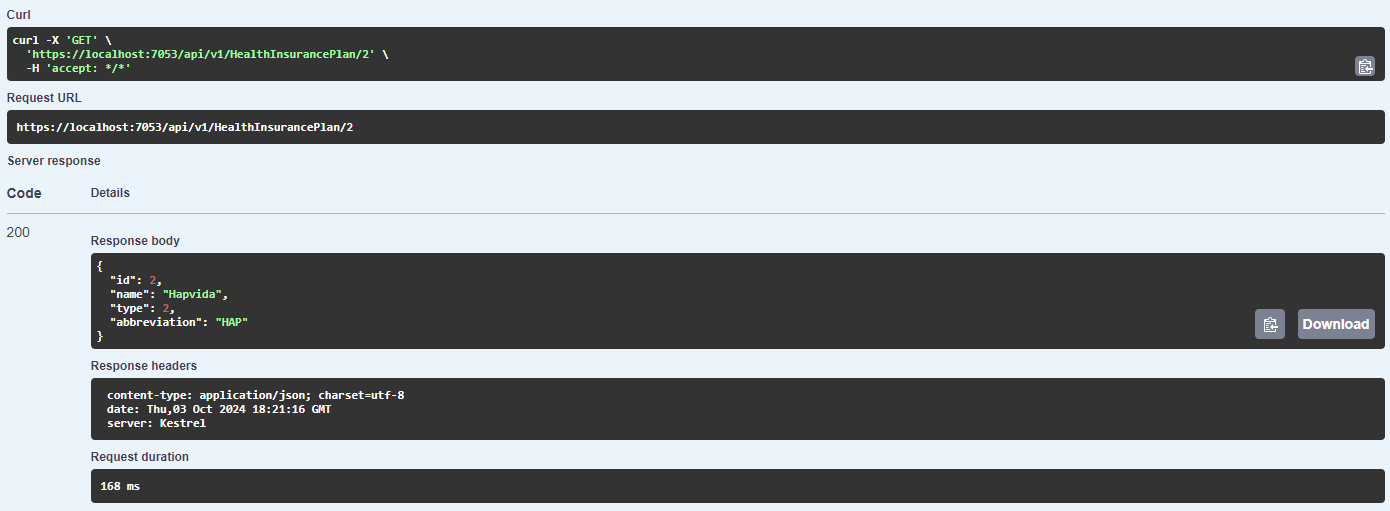 Curl
curl -X 'GET' \
  'https://localhost:7053/api/v1/HealthInsurancePlan/2' \
  -H 'accept: */*'
Request URL
https://localhost:7053/api/v1/HealthInsurancePlan/2
Server response
Code Details
200
Response body
{
  "id": 2,
  "name": "Hapvida",
  "type": 2,
  "abbreviation": "HAP"
}
Download
Response headers
content-type: application/json; charset=utf-8
date: Thu,03 Oct 2024 18:21:16 GMT
server: Kestrel
Request duration
168 ms